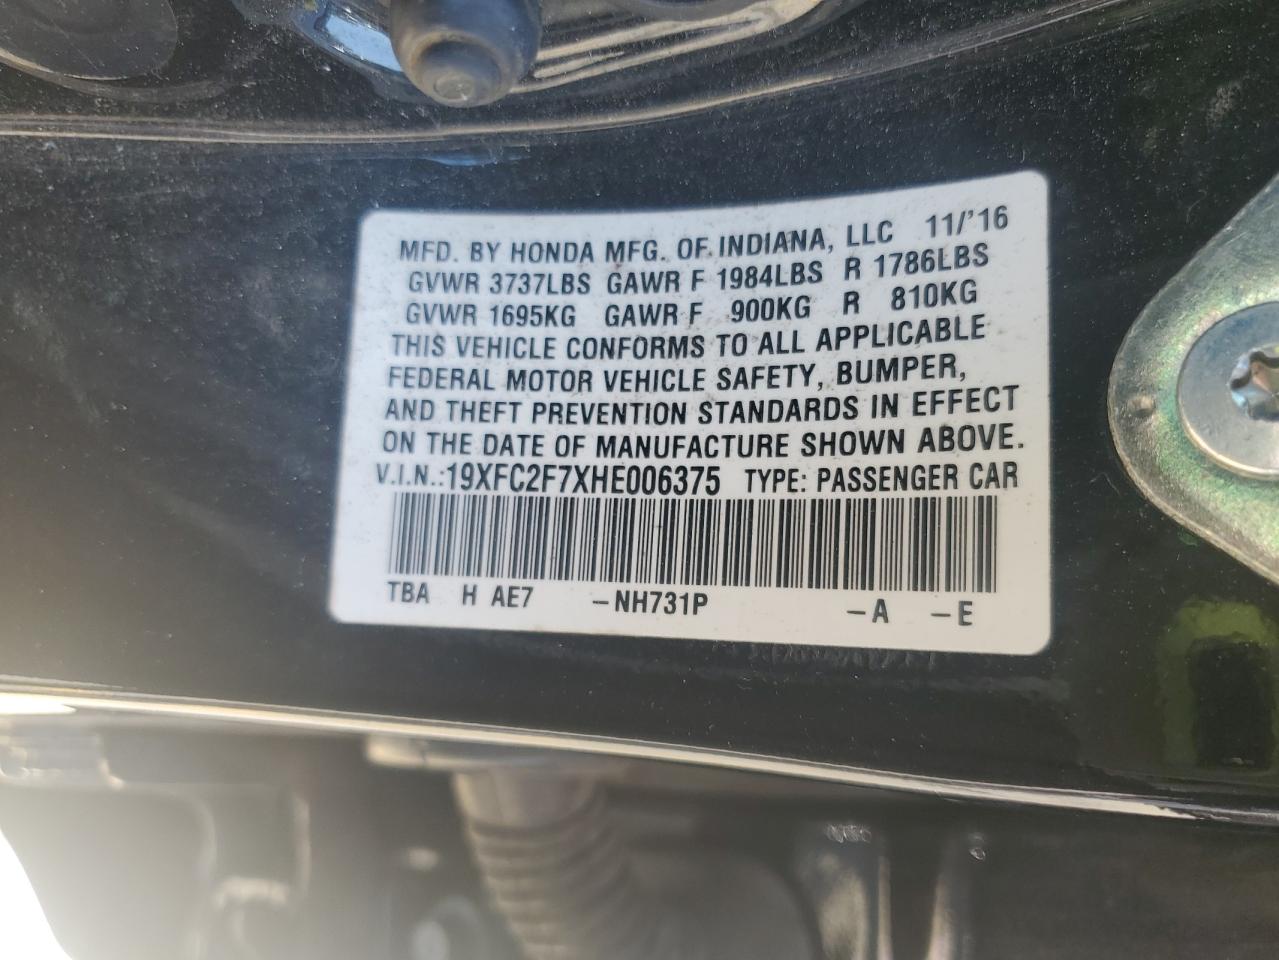 MFD. BY HONDA MFG. OF INDIANA, LLC 11/'16
GVWR 3737LBS GAWR F 1984LBS R 1786LBS
GVWR 1695KG GAWR F 900KG R 810KG
THIS VEHICLE CONFORMS TO ALL APPLICABLE
FEDERAL MOTOR VEHICLE SAFETY, BUMPER,
AND THEFT PREVENTION STANDARDS IN EFFECT
ON THE DATE OF MANUFACTURE SHOWN ABOVE.
V.I.N.:19XFC2F7XHE006375 TYPE: PASSENGER CAR
TBA H AE7 -NH731P -A -E